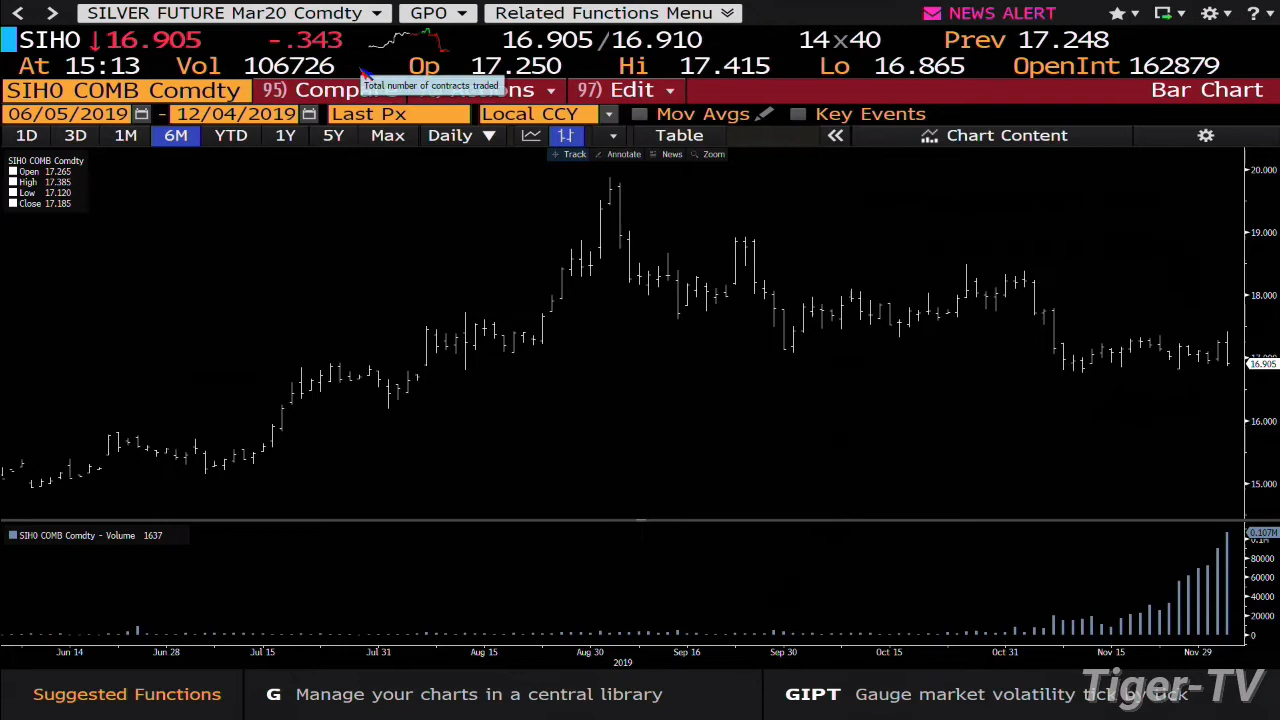 SILVER FUTURE Mar20 Comdty GPO Related Functions Menu NEWS ALERT
SIH0 ↓16.905 -.343 16.905/16.910 14×40 Prev 17.248
At 15:13 Vol 106726 Op 17.250 Hi 17.415 Lo 16.865 OpenInt 162879
Total number of contracts traded
SIH0 COMB Comdty 95) 97) Edit Bar Chart
06/05/2019 - 12/04/2019 Last Px Local CCY Mov Avgs Key Events
1D 3D 1M 6M YTD 1Y 5Y Max Daily ▼ Table « Chart Content
Track Annotate News Zoom
SIH0 COMB Comdty
Open 17.265
High 17.385
Low 17.120
Close 17.185
20.000
19.000
18.000
16.905
16.000
15.000
SIH0 COMB Comdty - Volume 1637
0.107M
80000
60000
40000
20000
0
Jun 14 Jun 28 Jul 15 Jul 31 Aug 15 Aug 30 Sep 16 Sep 30 Oct 15 Oct 31 Nov 15 Nov 29
2019
Suggested Functions G Manage your charts in a central library GIPT Gauge market volatility tick by tick
Tiger-TV